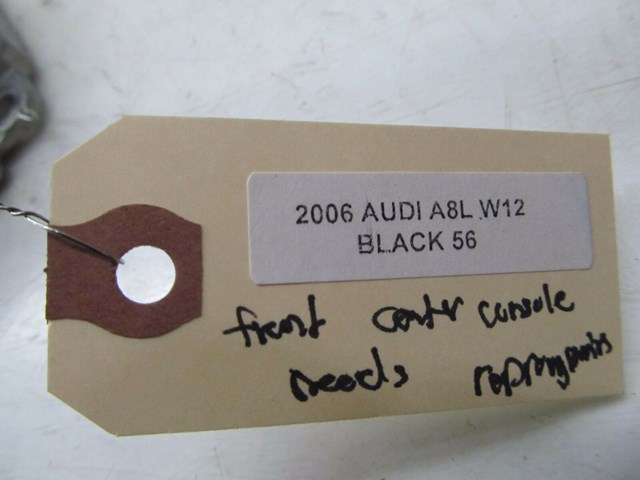 2006 AUDI A8L W12
BLACK 56
front center console
needs